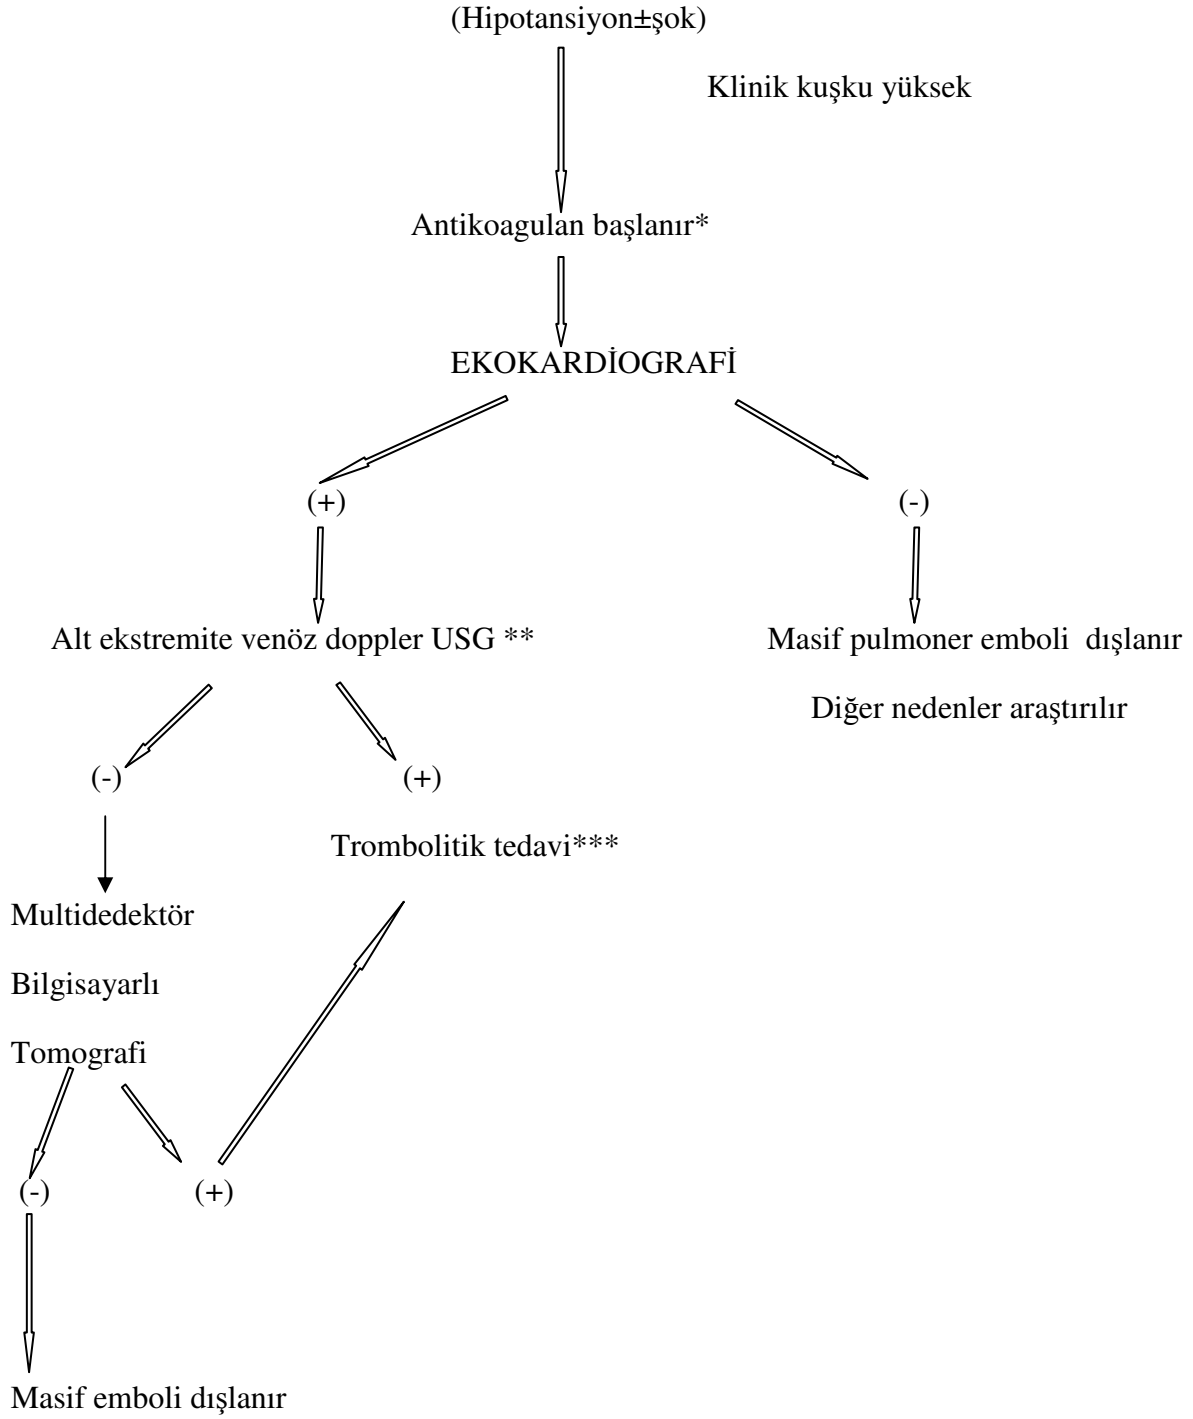 (Hipotansiyon±şok)
Klinik kuşku yüksek
Antikoagulan başlanır*
EKOKARDİOGRAFİ
(+)
(-)
Alt ekstremite venöz doppler USG **
Masif pulmoner emboli dışlanır
Diğer nedenler araştırılır
(-)
(+)
Trombolitik tedavi***
Multidedektör
Bilgisayarlı
Tomografi
(-)
(+)
Masif emboli dışlanır